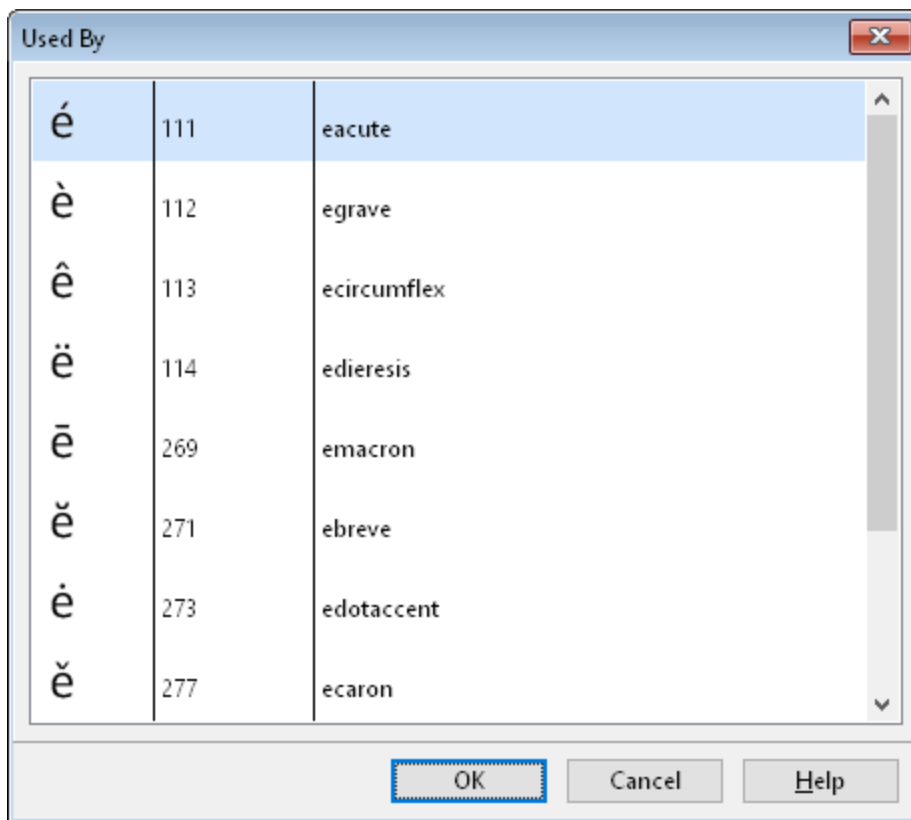 Used By
é 111 eacute
è 112 egrave
ê 113 ecircumflex
ë 114 edieresis
ē 269 emacron
ĕ 271 ebreve
ė 273 edotaccent
ě 277 ecaron
OK Cancel Help